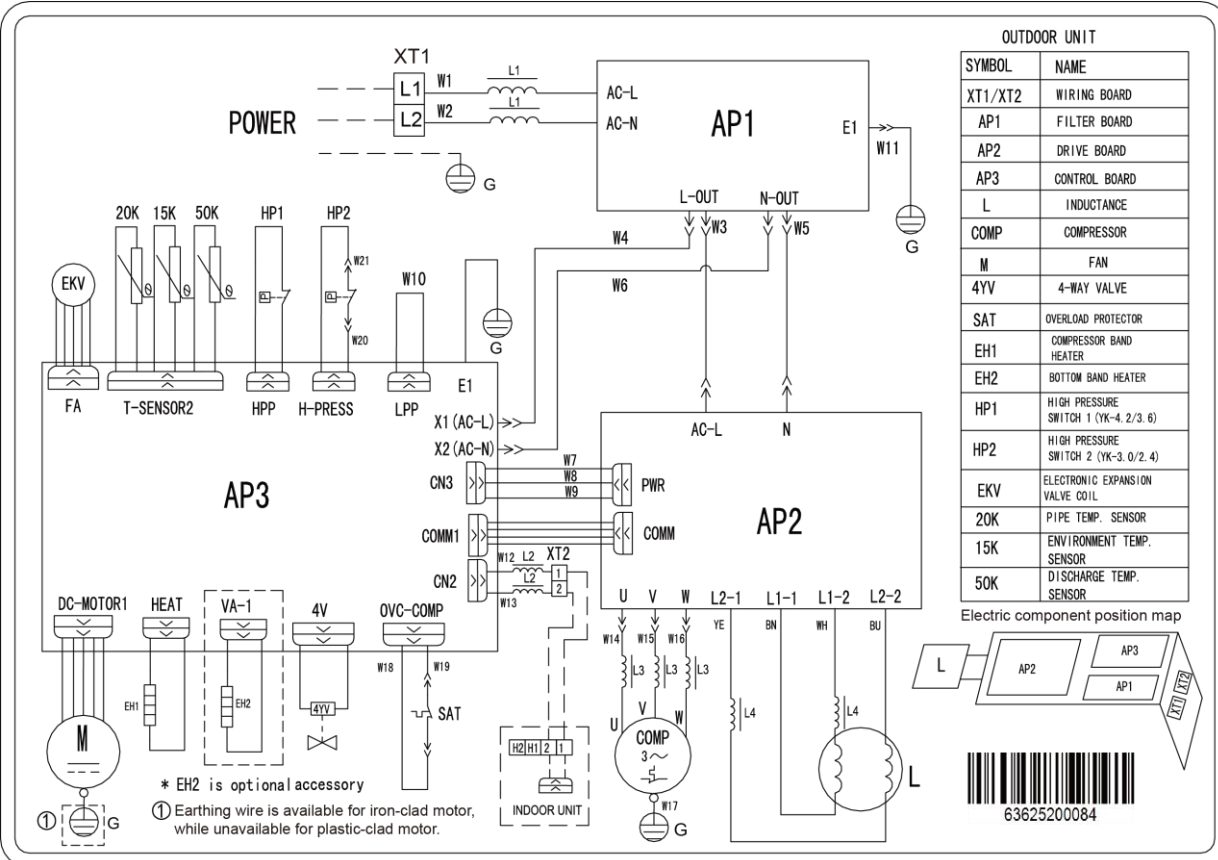 OUTDOOR UNIT
SYMBOL NAME
XT1/XT2 WIRING BOARD
AP1 FILTER BOARD
AP2 DRIVE BOARD
AP3 CONTROL BOARD
L INDUCTANCE
COMP COMPRESSOR
M FAN
4YV 4-WAY VALVE
SAT OVERLOAD PROTECTOR
EH1 COMPRESSOR BAND
HEATER
EH2 BOTTOM BAND HEATER
HP1 HIGH PRESSURE
SWITCH 1 (YK-4.2/3.6)
HP2 HIGH PRESSURE
SWITCH 2 (YK-3.0/2.4)
EKV ELECTRONIC EXPANSION
VALVE COIL
20K PIPE TEMP. SENSOR
15K ENVIRONMENT TEMP.
SENSOR
50K DISCHARGE TEMP.
SENSOR
Electric component position map
L AP2 AP3
AP1 XT1 XT2
63625200084
XT1
POWER
L1 W1 L1 AC-L
L2 W2 L1 AC-N
AP1
E1
W11
G
G
L-OUT N-OUT
W3 W5
W4
W6
20K 15K 50K HP1 HP2
EKV
θ θ θ
P P
W21
W20
W10
G
FA T-SENSOR2 HPP H-PRESS LPP E1
X1(AC-L)
X2(AC-N)
AP3
CN3 W7 PWR
W8
W9
COMM1 COMM
CN2 W12 L2 XT2
1
L2
2
W13
AC-L N
AP2
U V W L2-1 L1-1 L1-2 L2-2
YE BN WH BU
W14 W15 W16
L3 L3 L3
L4 L4
U V W
COMP
3~
W17
G
L
DC-MOTOR1 HEAT VA-1 4V OVC-COMP
W18 W19
EH1 EH2 4YV SAT
M
G
①
H2 H1 2 1
INDOOR UNIT
* EH2 is optional accessory
① Earthing wire is available for iron-clad motor,
while unavailable for plastic-clad motor.